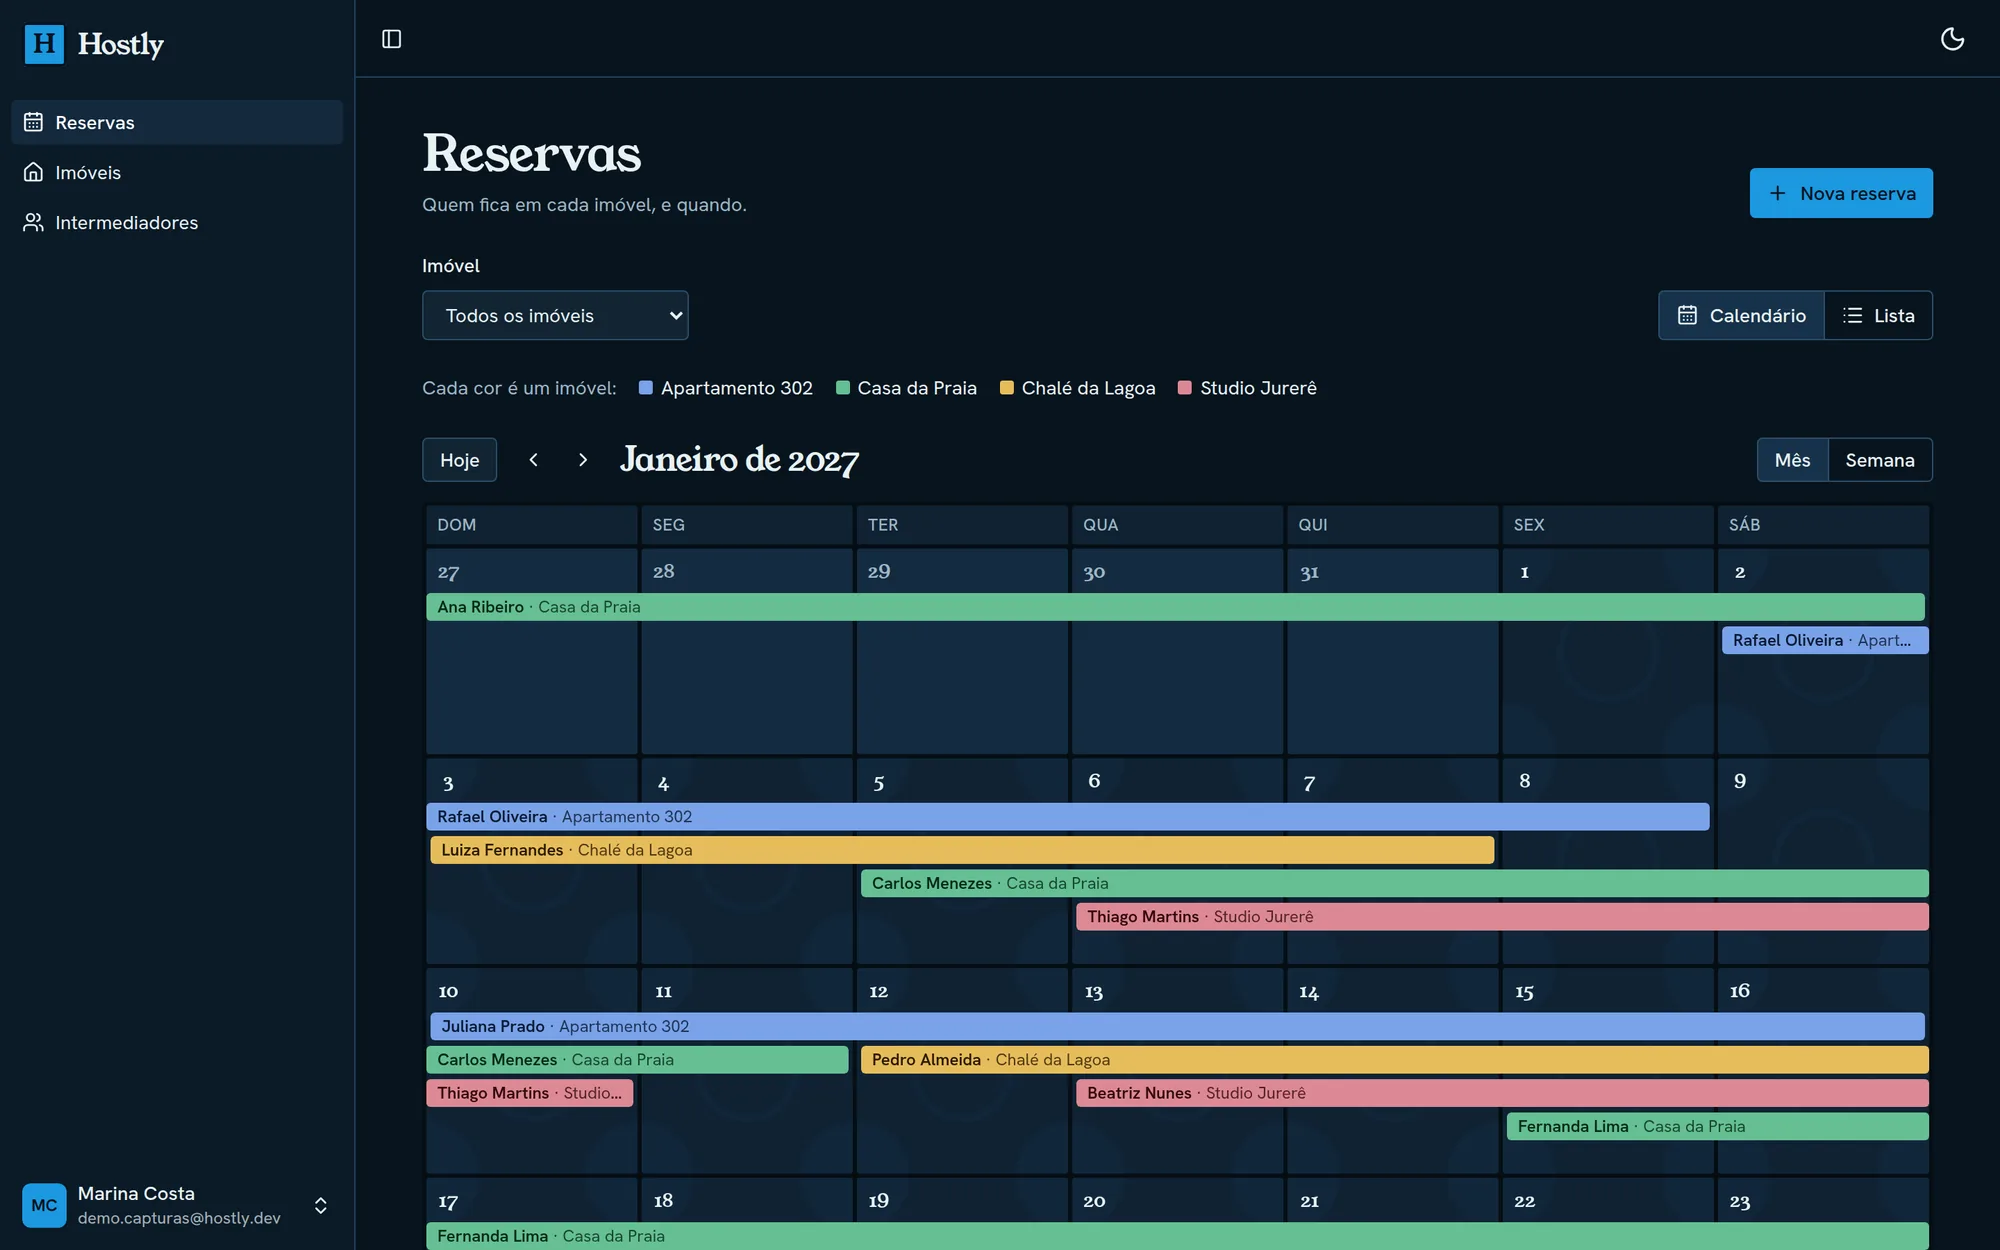 H Hostly
Reservas
Imóveis
Intermediadores
Reservas
Quem fica em cada imóvel, e quando.
+ Nova reserva
Imóvel
Todos os imóveis
Calendário
Lista
Cada cor é um imóvel: Apartamento 302 Casa da Praia Chalé da Lagoa Studio Jurerê
Hoje
Janeiro de 2027
Mês Semana
DOM SEG TER QUA QUI SEX SÁB
27 28 29 30 31 1 2
Ana Ribeiro · Casa da Praia
Rafael Oliveira · Apart...
3 4 5 6 7 8 9
Rafael Oliveira · Apartamento 302
Luiza Fernandes · Chalé da Lagoa
Carlos Menezes · Casa da Praia
Thiago Martins · Studio Jurerê
10 11 12 13 14 15 16
Juliana Prado · Apartamento 302
Carlos Menezes · Casa da Praia Pedro Almeida · Chalé da Lagoa
Thiago Martins · Studio... Beatriz Nunes · Studio Jurerê
Fernanda Lima · Casa da Praia
17 18 19 20 21 22 23
Fernanda Lima · Casa da Praia
MC Marina Costa
demo.capturas@hostly.dev